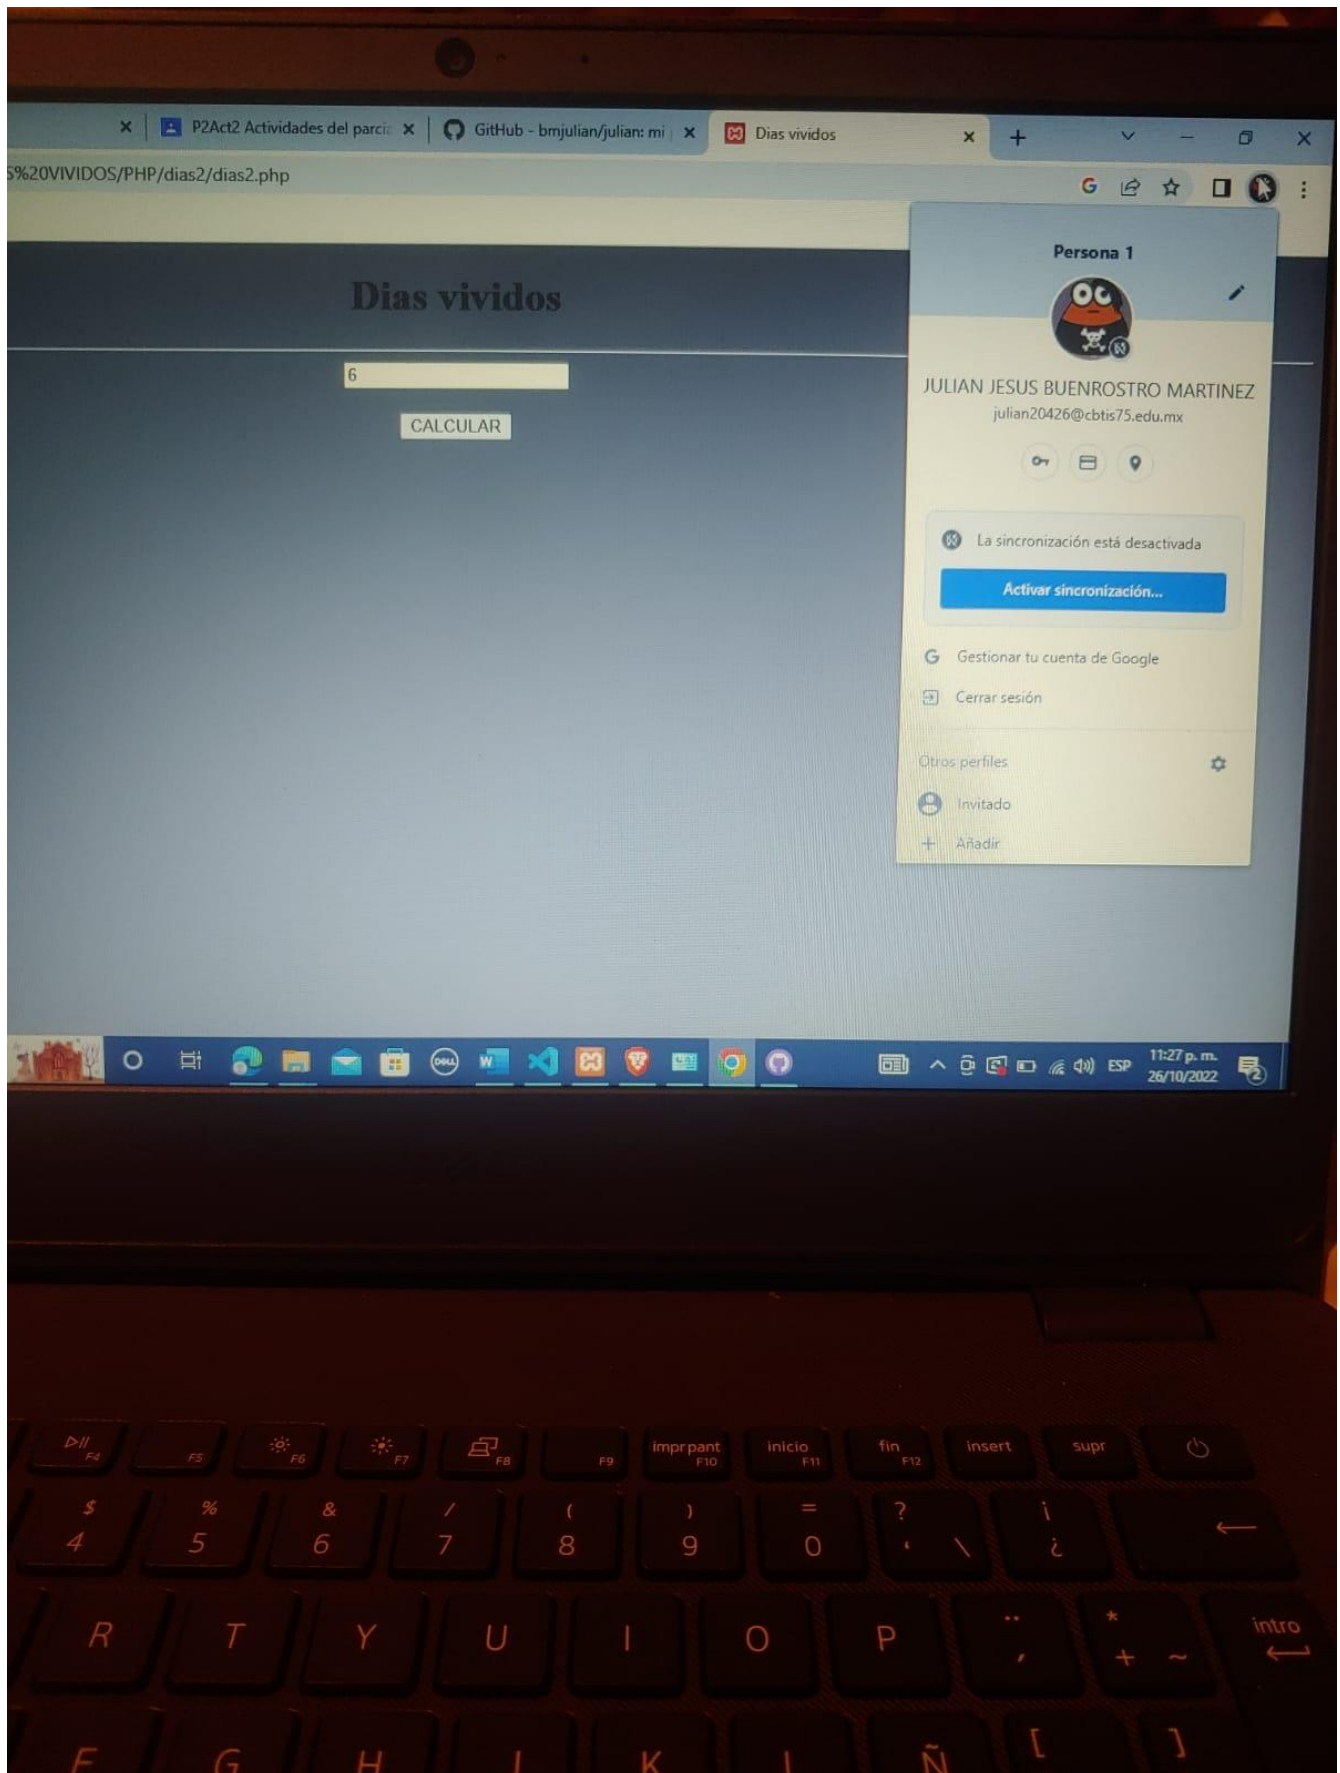 P2Act2 Actividades del parci
GitHub - bmjulian/julian: mi
Dias vividos
S%20VIVIDOS/PHP/dias2/dias2.php
Persona 1
Dias vividos
6
CALCULAR
JULIAN JESUS BUENROSTRO MARTINEZ
julian20426@cbtis75.edu.mx
La sincronización está desactivada
Activar sincronización...
Gestionar tu cuenta de Google
Cerrar sesión
Otros perfiles
Invitado
+ Añadir
DELL
W
ESP
11:27 p. m.
26/10/2022
2
F4 F5 F6 F7 F8 F9 impr pant F10 inicio F11 fin F12 insert supr
$ % & / ( ) = ? ¡
4 5 6 7 8 9 0 ' \ ¿
R T Y U I O P ¨ ´ * + ~ intro
F G H J K L Ñ [ ]